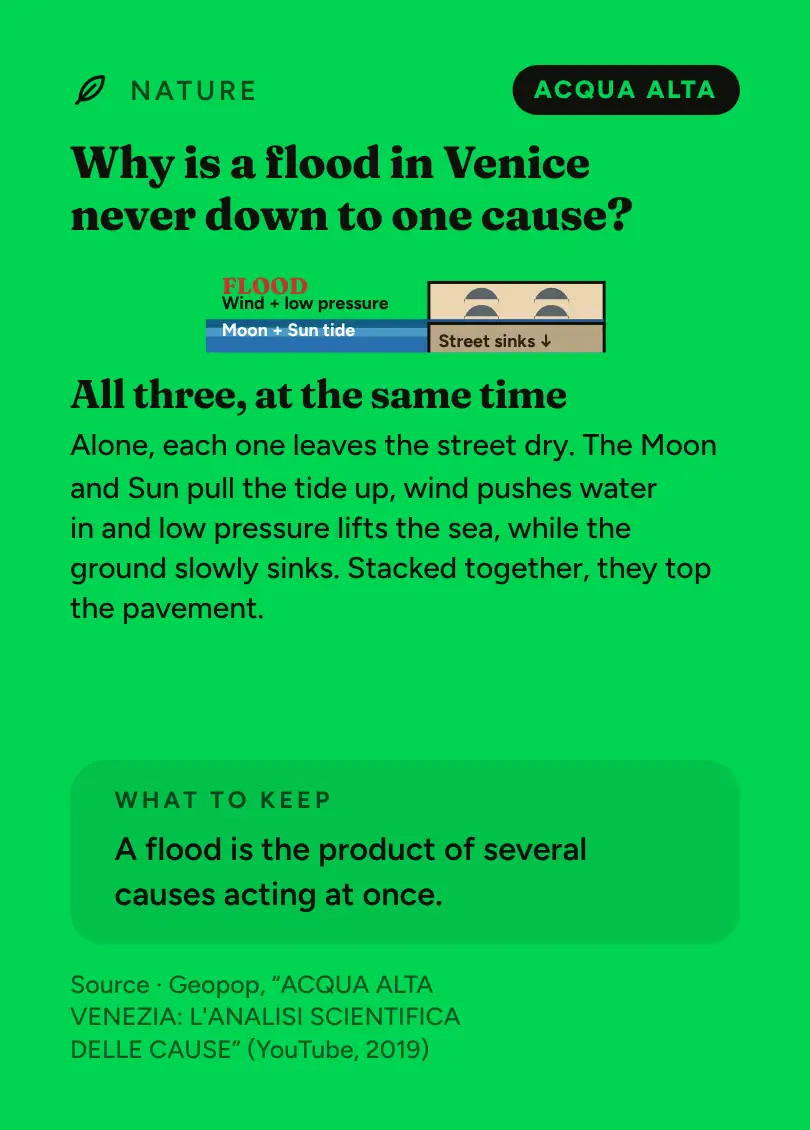 NATURE
ACQUA ALTA
Why is a flood in Venice
never down to one cause?
FLOOD
Wind + low pressure
Moon + Sun tide
Street sinks ↓
All three, at the same time
Alone, each one leaves the street dry. The Moon
and Sun pull the tide up, wind pushes water
in and low pressure lifts the sea, while the
ground slowly sinks. Stacked together, they top
the pavement.
WHAT TO KEEP
A flood is the product of several
causes acting at once.
Source · Geopop, “ACQUA ALTA
VENEZIA: L'ANALISI SCIENTIFICA
DELLE CAUSE” (YouTube, 2019)